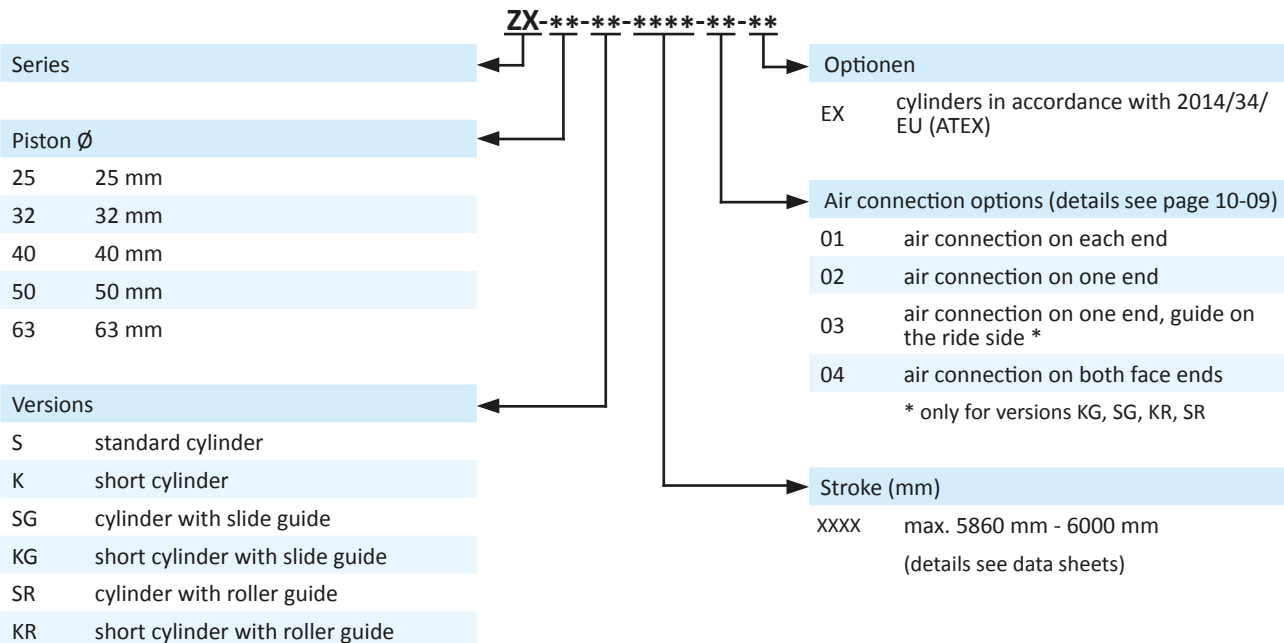 ZX-**-**-****-**-**
Series
Piston Ø
25 25 mm
32 32 mm
40 40 mm
50 50 mm
63 63 mm
Versions
S standard cylinder
K short cylinder
SG cylinder with slide guide
KG short cylinder with slide guide
SR cylinder with roller guide
KR short cylinder with roller guide
Optionen
EX cylinders in accordance with 2014/34/
EU (ATEX)
Air connection options (details see page 10-09)
01 air connection on each end
02 air connection on one end
03 air connection on one end, guide on
the ride side *
04 air connection on both face ends
* only for versions KG, SG, KR, SR
Stroke (mm)
XXXX max. 5860 mm - 6000 mm
(details see data sheets)